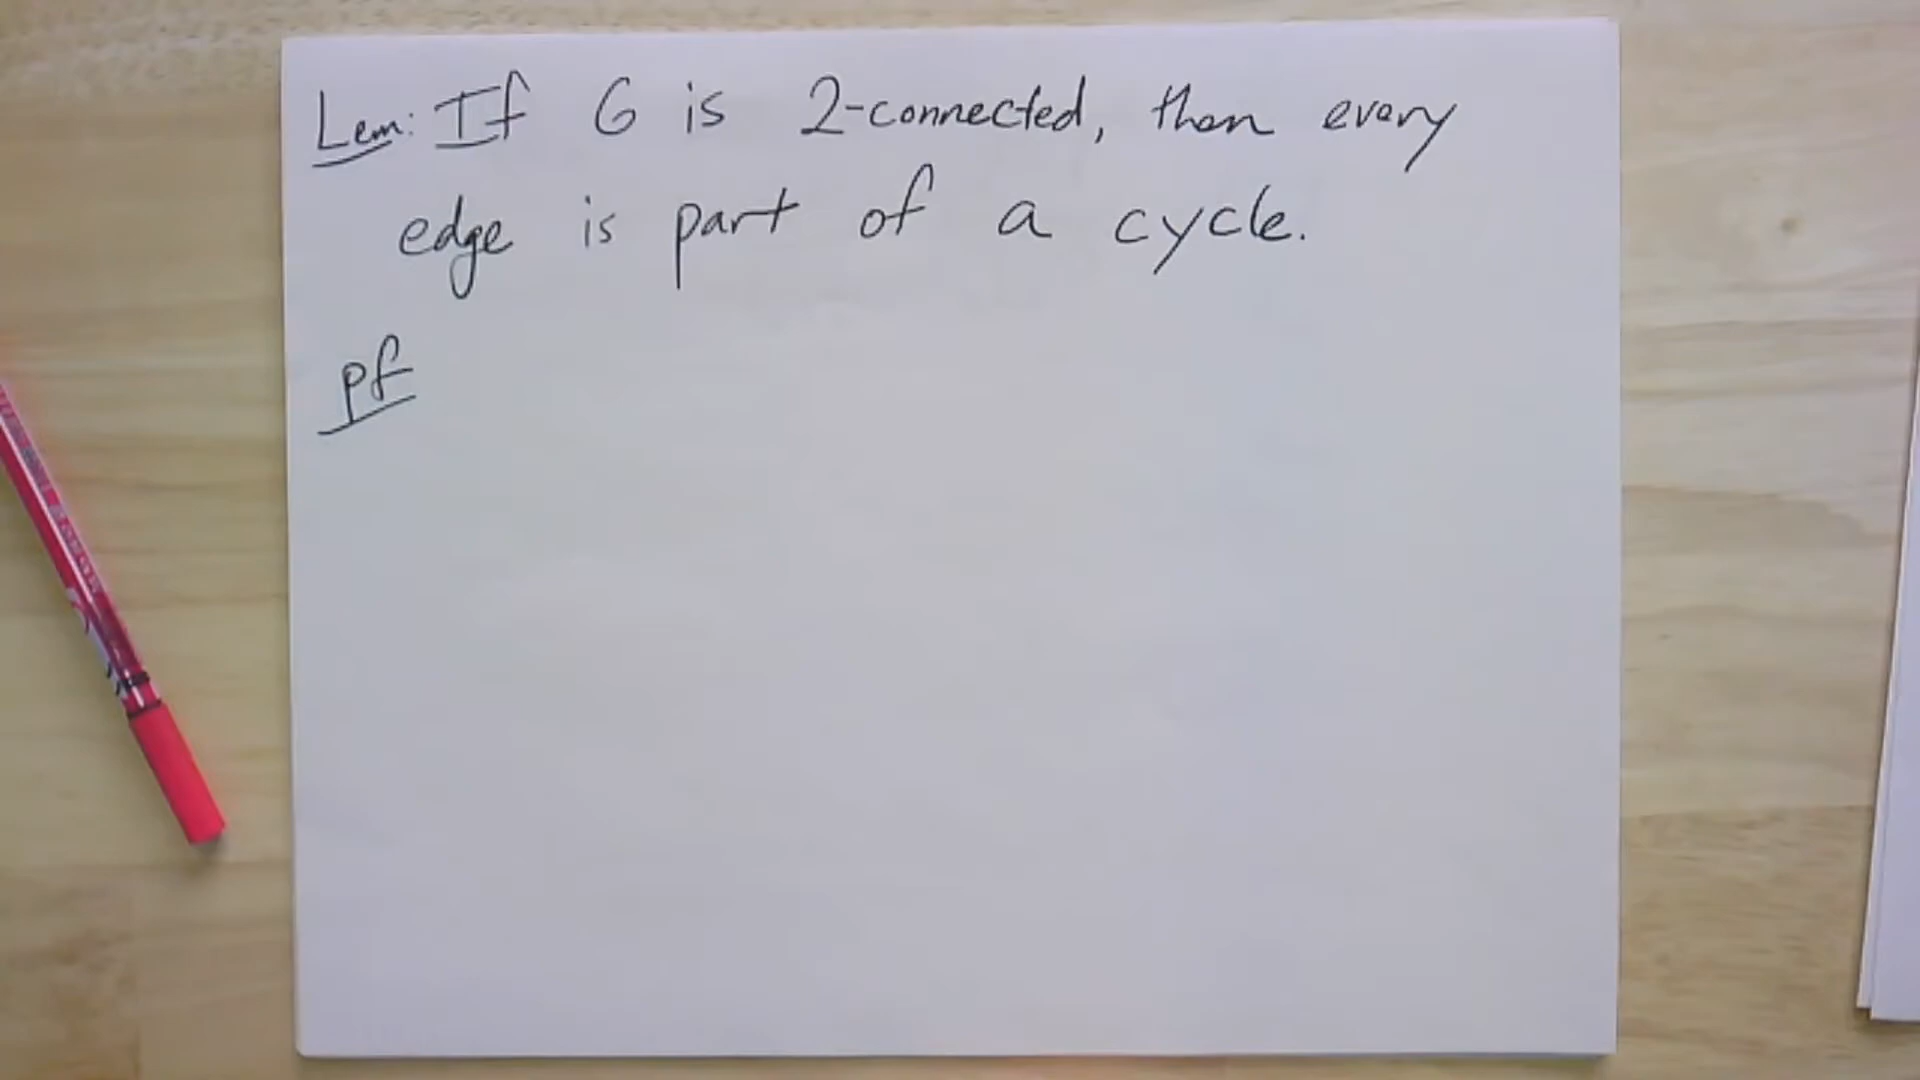 Lem: If G is 2-connected, then every
edge is part of a cycle.
pf